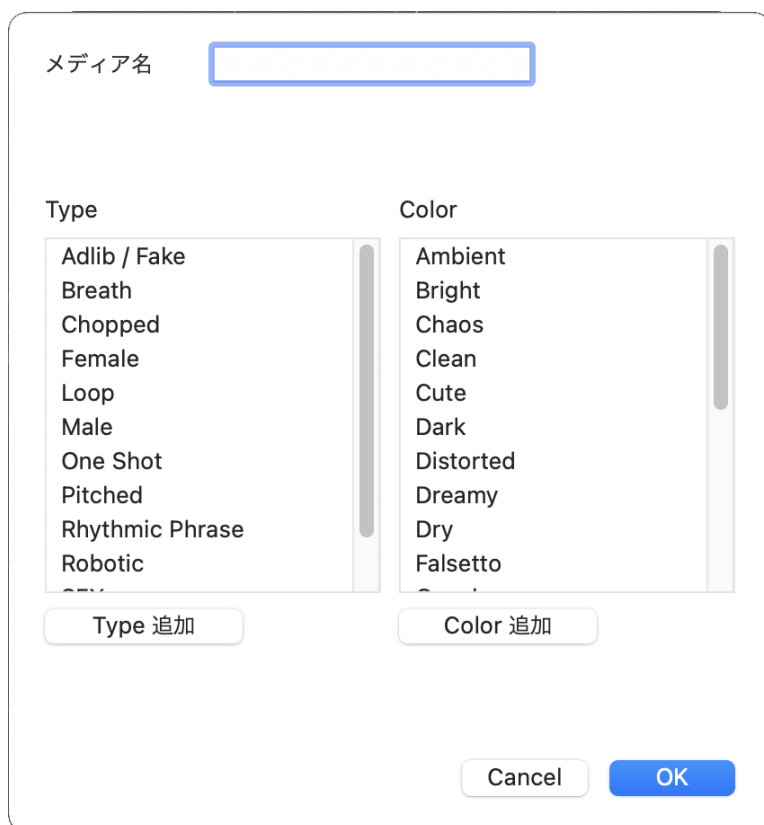 メディア名
Type
Color
Adlib / Fake
Breath
Chopped
Female
Loop
Male
One Shot
Pitched
Rhythmic Phrase
Robotic
Ambient
Bright
Chaos
Clean
Cute
Dark
Distorted
Dreamy
Dry
Falsetto
Type 追加
Color 追加
Cancel
OK